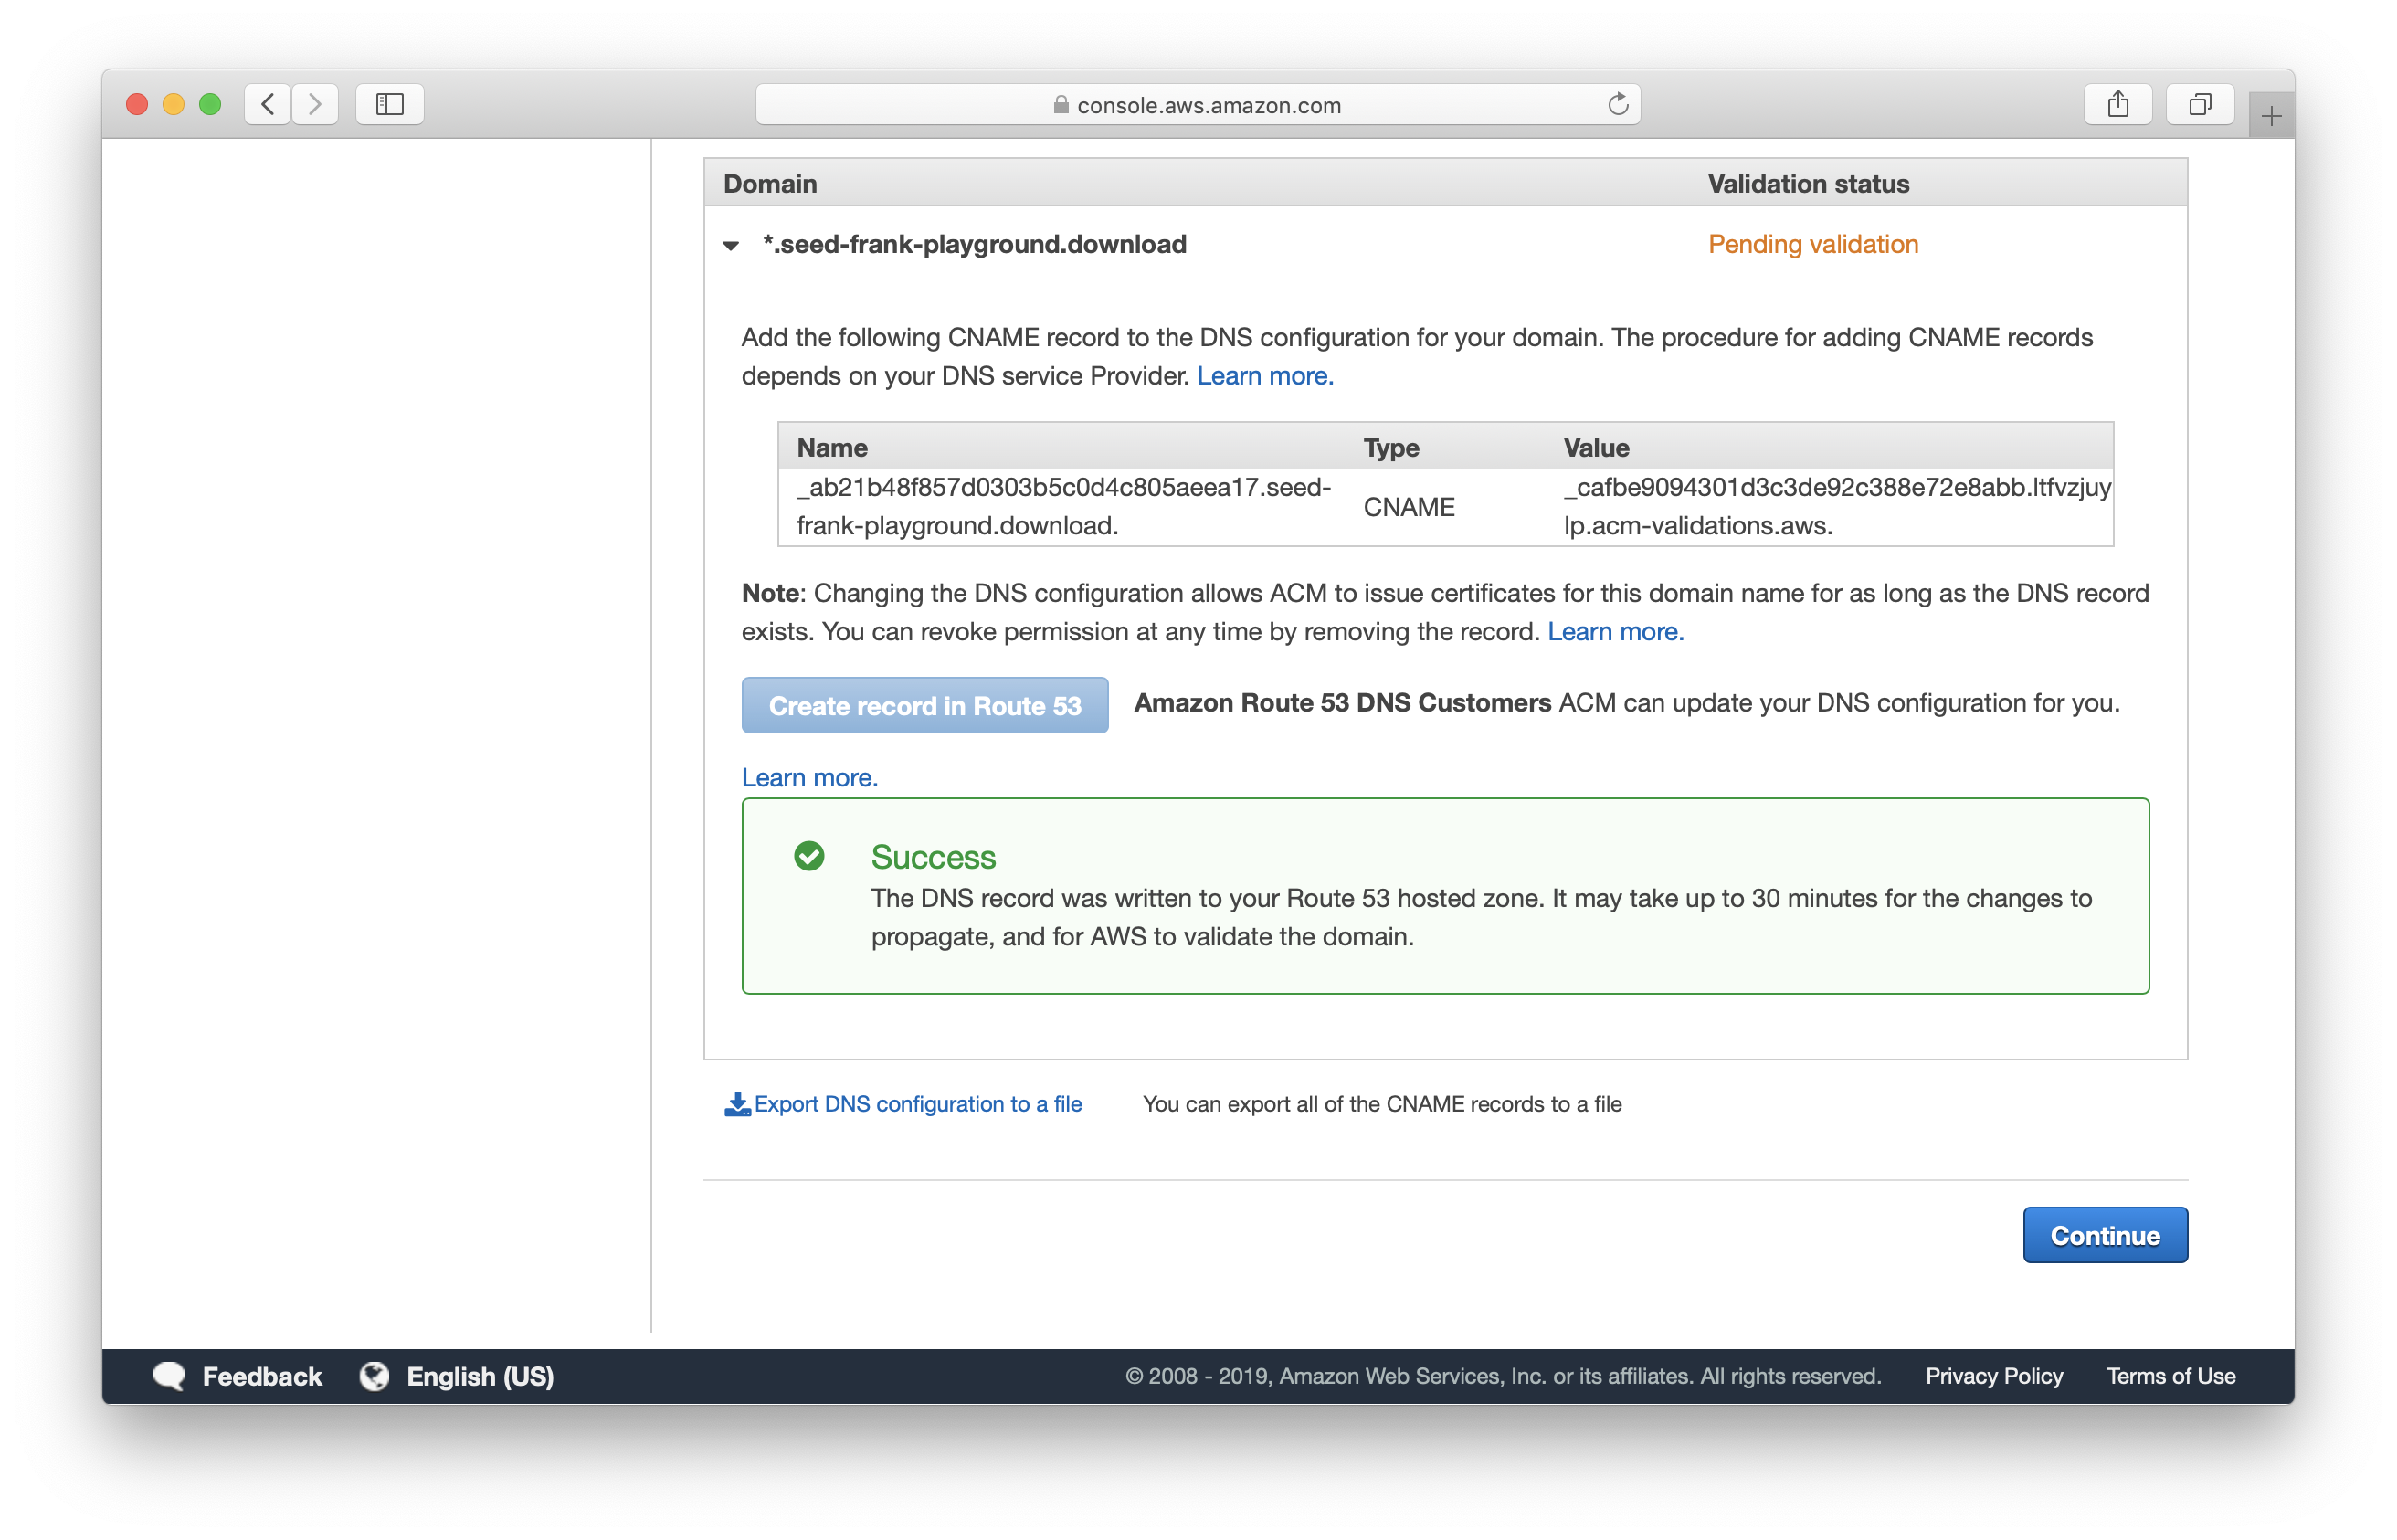 console.aws.amazon.com
Domain Validation status
*.seed-frank-playground.download Pending validation
Add the following CNAME record to the DNS configuration for your domain. The procedure for adding CNAME records
depends on your DNS service Provider. Learn more.
Name Type Value
_ab21b48f857d0303b5c0d4c805aeea17.seed-
frank-playground.download.
CNAME
_cafbe9094301d3c3de92c388e72e8abb.ltfvzjuy
lp.acm-validations.aws.
Note: Changing the DNS configuration allows ACM to issue certificates for this domain name for as long as the DNS record
exists. You can revoke permission at any time by removing the record. Learn more.
Create record in Route 53 Amazon Route 53 DNS Customers ACM can update your DNS configuration for you.
Learn more.
Success
The DNS record was written to your Route 53 hosted zone. It may take up to 30 minutes for the changes to
propagate, and for AWS to validate the domain.
Export DNS configuration to a file You can export all of the CNAME records to a file
Continue
Feedback English (US) © 2008 - 2019, Amazon Web Services, Inc. or its affiliates. All rights reserved. Privacy Policy Terms of Use